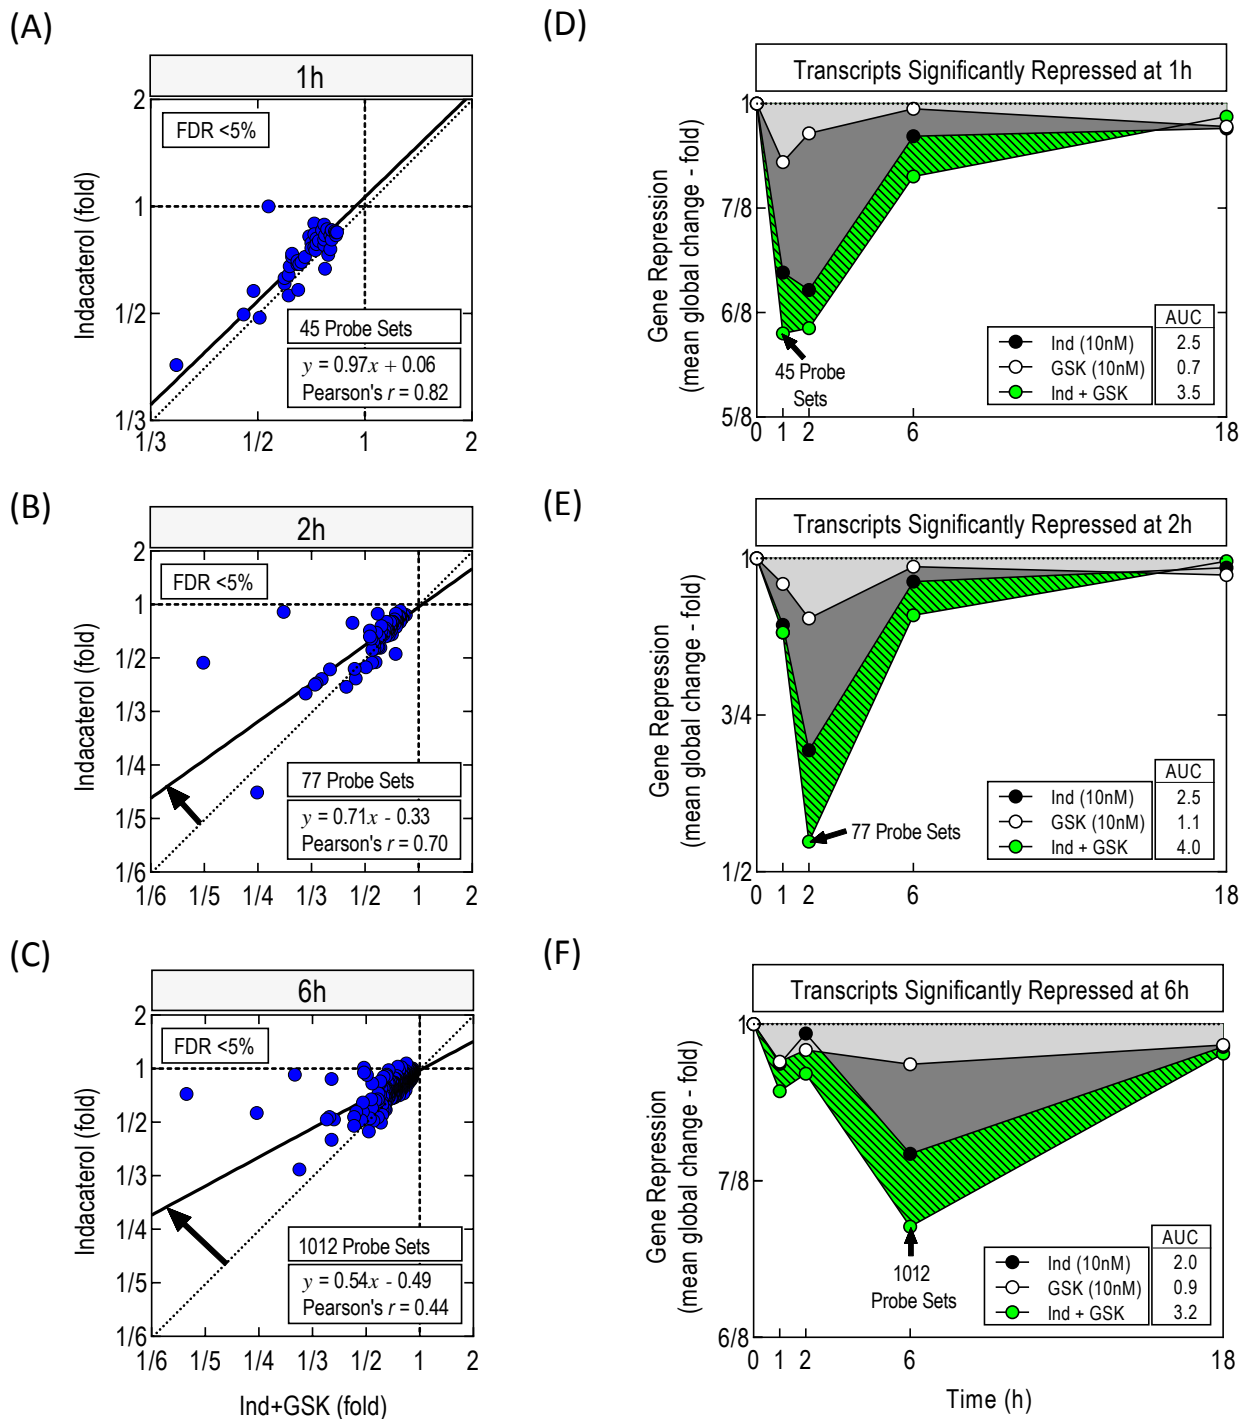 (A)
1h
2
1
1/2
1/3
FDR <5%
45 Probe Sets
y = 0.97x + 0.06
Pearson's r = 0.82
1/3
1/2
1
2
Indacaterol (fold)
(B)
2h
2
1
1/2
1/3
1/4
1/5
1/6
FDR <5%
77 Probe Sets
y = 0.71x - 0.33
Pearson's r = 0.70
1/6
1/5
1/4
1/3
1/2
1
2
Indacaterol (fold)
(C)
6h
2
1
1/2
1/3
1/4
1/5
1/6
FDR <5%
1012 Probe Sets
y = 0.54x - 0.49
Pearson's r = 0.44
1/6
1/5
1/4
1/3
1/2
1
2
Indacaterol (fold)
Ind+GSK (fold)
(D)
Transcripts Significantly Repressed at 1h
1
7/8
6/8
5/8
Gene Repression
(mean global change - fold)
45 Probe
Sets
AUC
Ind (10nM) 2.5
GSK (10nM) 0.7
Ind + GSK 3.5
0
1
2
6
18
(E)
Transcripts Significantly Repressed at 2h
1
3/4
1/2
Gene Repression
(mean global change - fold)
77 Probe Sets
AUC
Ind (10nM) 2.5
GSK (10nM) 1.1
Ind + GSK 4.0
0
1
2
6
18
(F)
Transcripts Significantly Repressed at 6h
1
7/8
6/8
Gene Repression
(mean global change - fold)
1012
Probe Sets
AUC
Ind (10nM) 2.0
GSK (10nM) 0.9
Ind + GSK 3.2
0
1
2
6
18
Time (h)